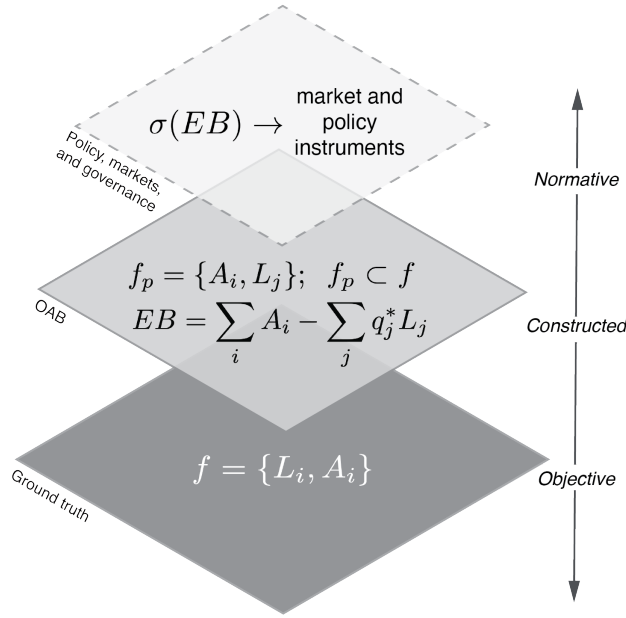 market and
σ(EB) → policy
instruments
Policy, markets,
and governance
Normative
f_p = {A_i, L_j}; f_p ⊂ f
OAB
EB = ∑_i A_i − ∑_j q_j^* L_j
Constructed
f = {L_i, A_i}
Ground truth
Objective